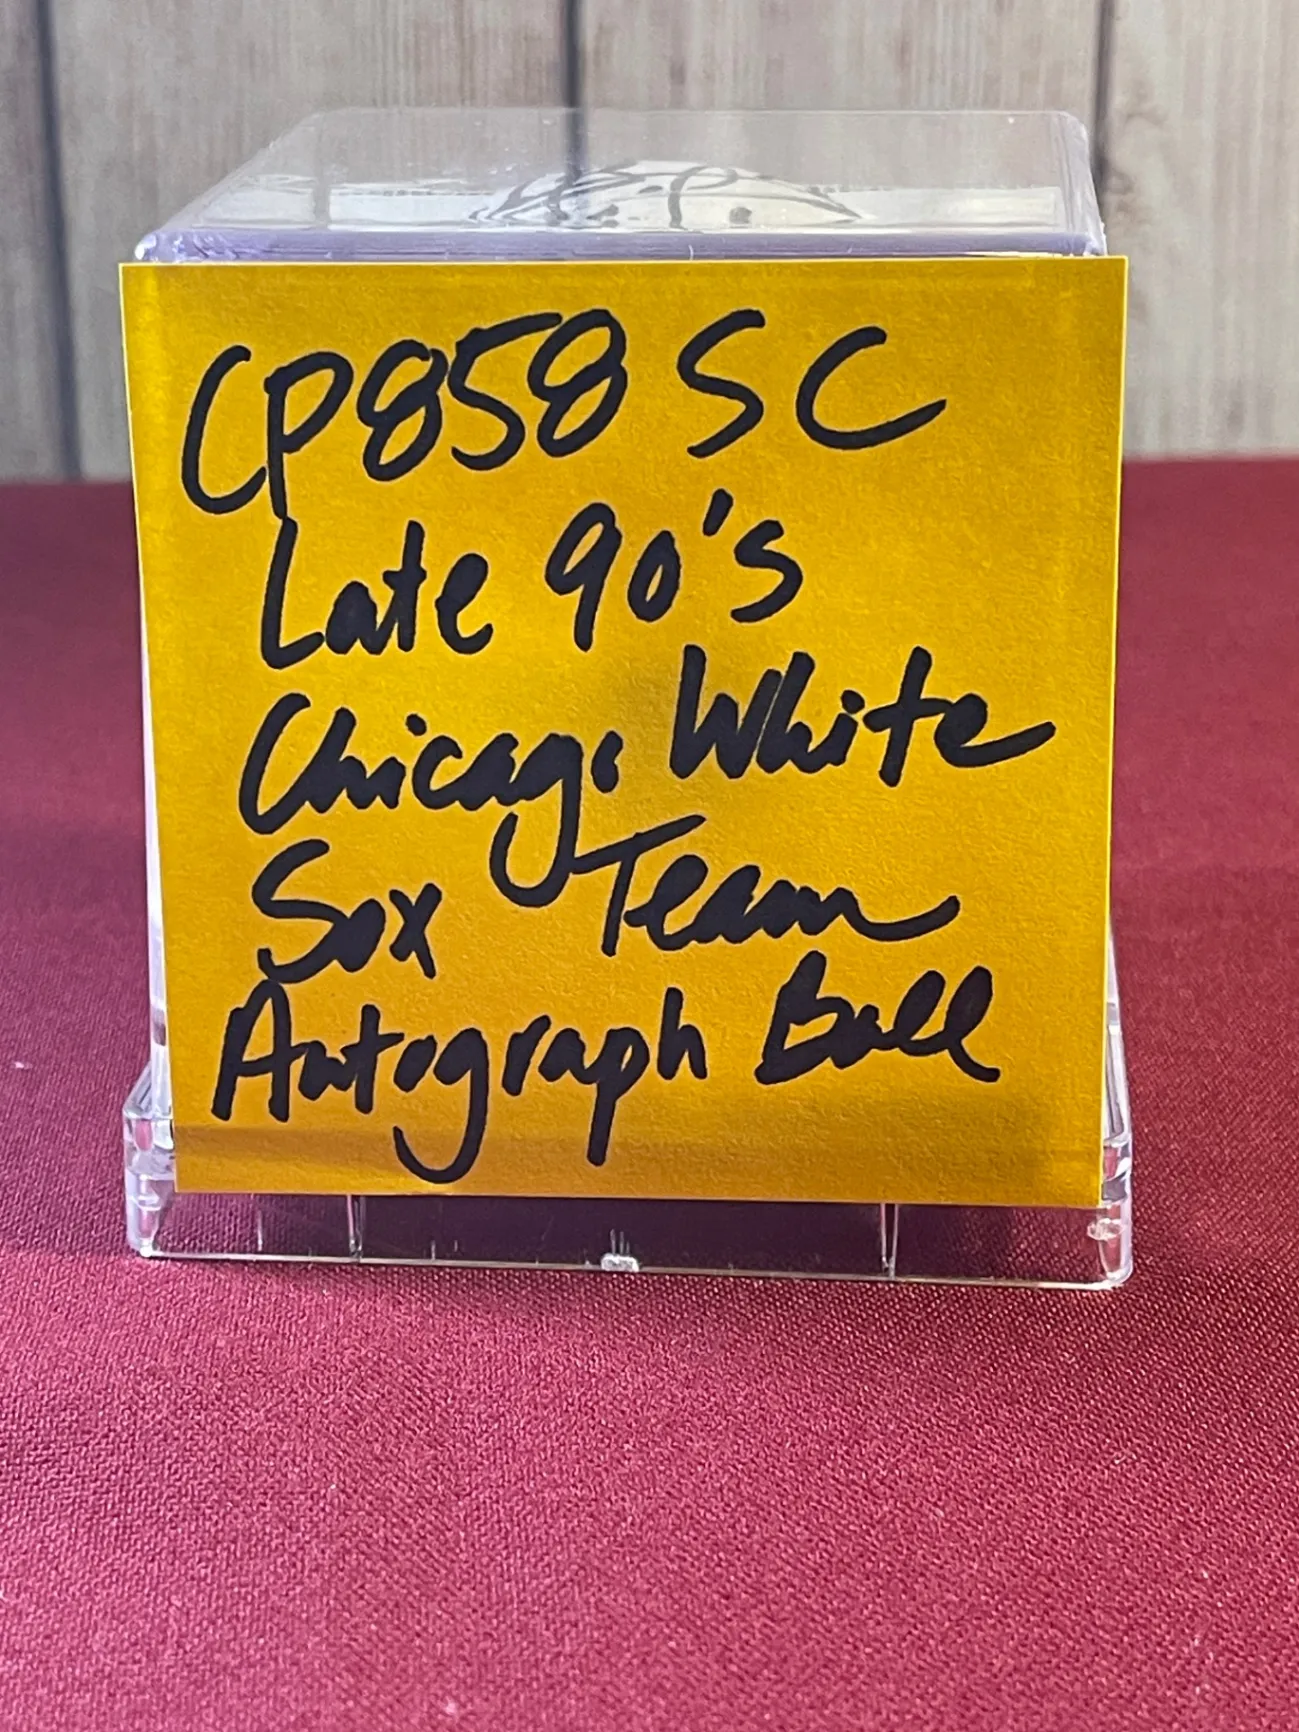 CP858 SC
Late 90's
Chicago White
Sox Team
Autograph Ball